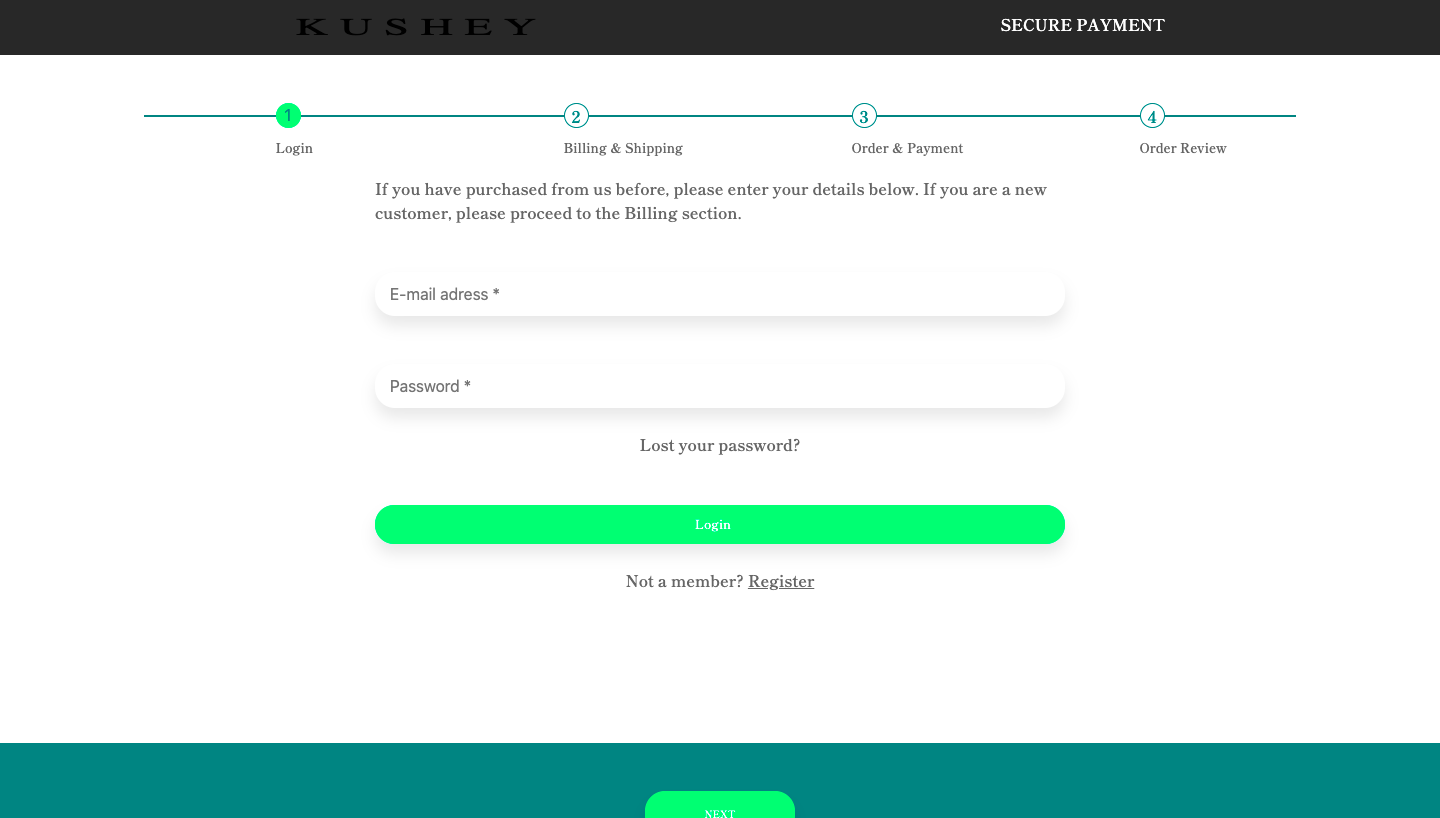 KUSHEY
SECURE PAYMENT
1
2
3
4
Login
Billing & Shipping
Order & Payment
Order Review
If you have purchased from us before, please enter your details below. If you are a new
customer, please proceed to the Billing section.
E-mail adress *
Password *
Lost your password?
Login
Not a member? Register
NEXT